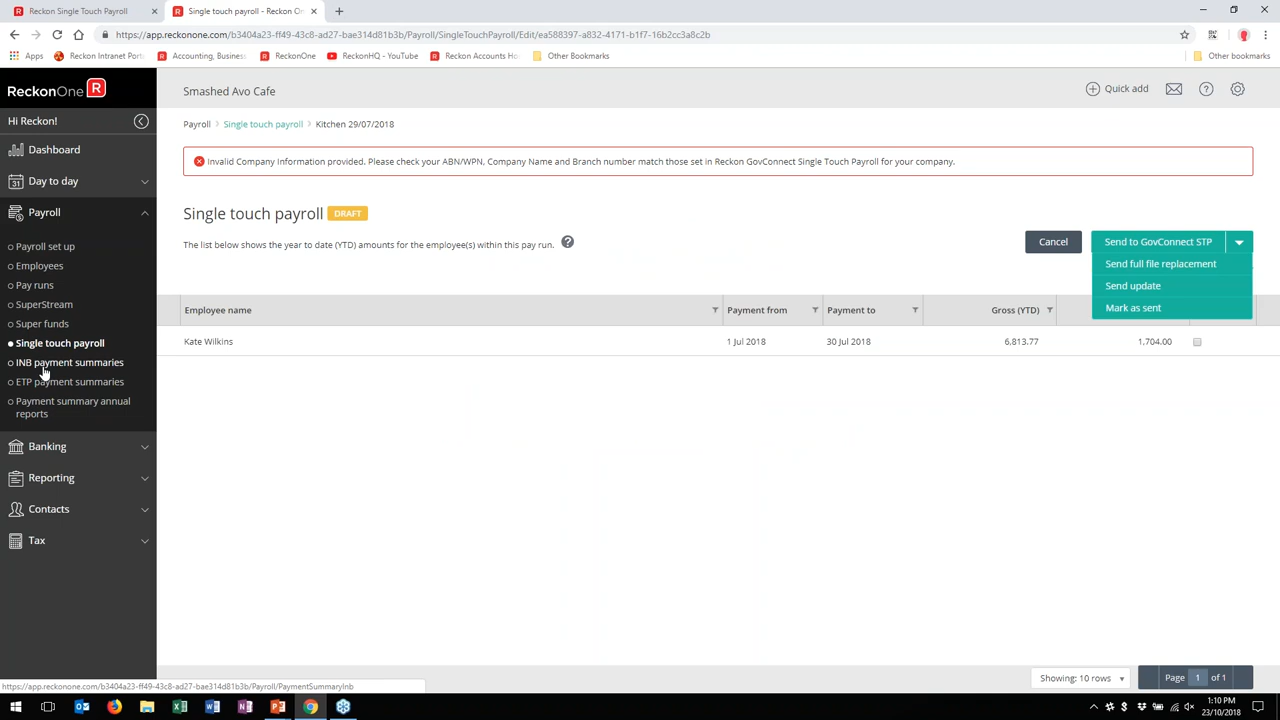 Reckon Single Touch Payroll
Single touch payroll - Reckon On
https://app.reckonone.com/b3404a23-ff49-43c8-ad27-bae314d81b3b/Payroll/SingleTouchPayroll/Edit/ea588397-a832-4171-b1f7-16b2cc3a8c2b
Apps
Reckon Intranet Port
Accounting, Business
ReckonOne
ReckonHQ - YouTube
Reckon Accounts Ho
Other Bookmarks
Other bookmarks
ReckonOne R
Smashed Avo Cafe
Quick add
Hi Reckon!
Payroll > Single touch payroll > Kitchen 29/07/2018
Dashboard
Invalid Company Information provided. Please check your ABN/WPN, Company Name and Branch number match those set in Reckon GovConnect Single Touch Payroll for your company.
Day to day
Payroll
Single touch payroll DRAFT
The list below shows the year to date (YTD) amounts for the employee(s) within this pay run.
Cancel
Send to GovConnect STP
Send full file replacement
Send update
Mark as sent
Payroll set up
Employees
Pay runs
SuperStream
Super funds
Single touch payroll
INB payment summaries
ETP payment summaries
Payment summary annual
reports
Banking
Reporting
Contacts
Tax
Employee name
Payment from
Payment to
Gross (YTD)
Kate Wilkins
1 Jul 2018
30 Jul 2018
6,813.77
1,704.00
Showing: 10 rows
Page 1 of 1
https://app.reckonone.com/b3404a23-ff49-43c8-ad27-bae314d81b3b/Payroll/PaymentSummaryInb
1:10 PM
23/10/2018